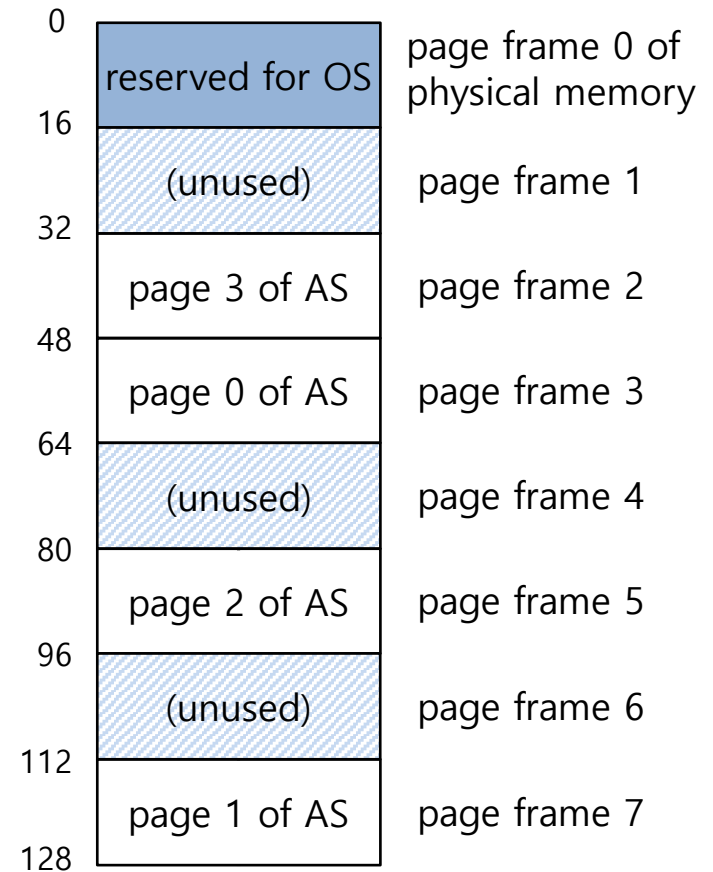 0
reserved for OS
page frame 0 of
physical memory
16
(unused)
page frame 1
32
page 3 of AS
page frame 2
48
page 0 of AS
page frame 3
64
(unused)
page frame 4
80
page 2 of AS
page frame 5
96
(unused)
page frame 6
112
page 1 of AS
page frame 7
128